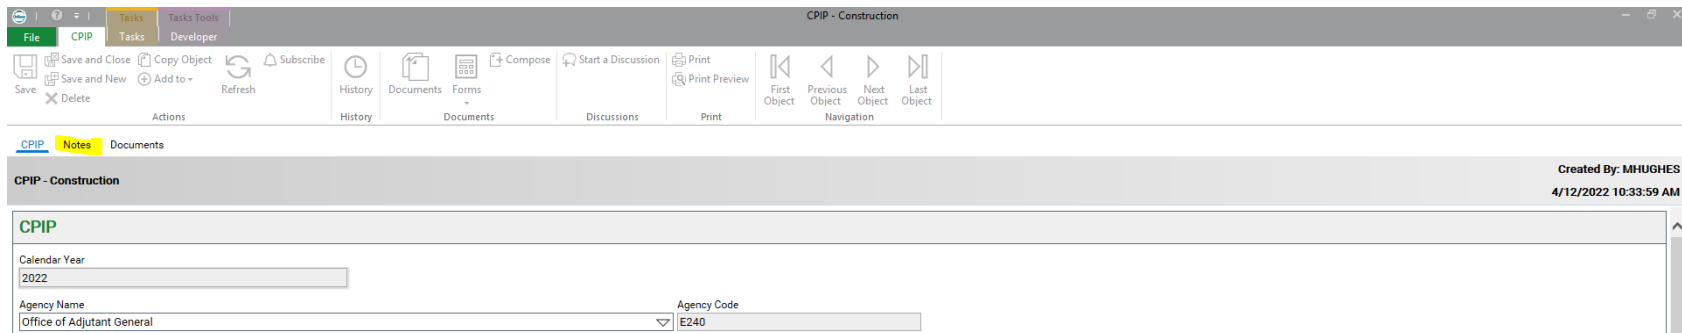 Tasks Tasks Tools CPIP - Construction
File CPIP Tasks Developer
Save and Close Copy Object Subscribe Compose Start a Discussion Print
Save and New Add to Print Preview
Save Refresh History Documents Forms First Object Previous Object Next Object Last Object
Delete
Actions History Documents Discussions Print Navigation
CPIP Notes Documents
Created By: MHUGHES
CPIP - Construction
4/12/2022 10:33:59 AM
CPIP
Calendar Year
2022
Agency Name Agency Code
Office of Adjutant General E240